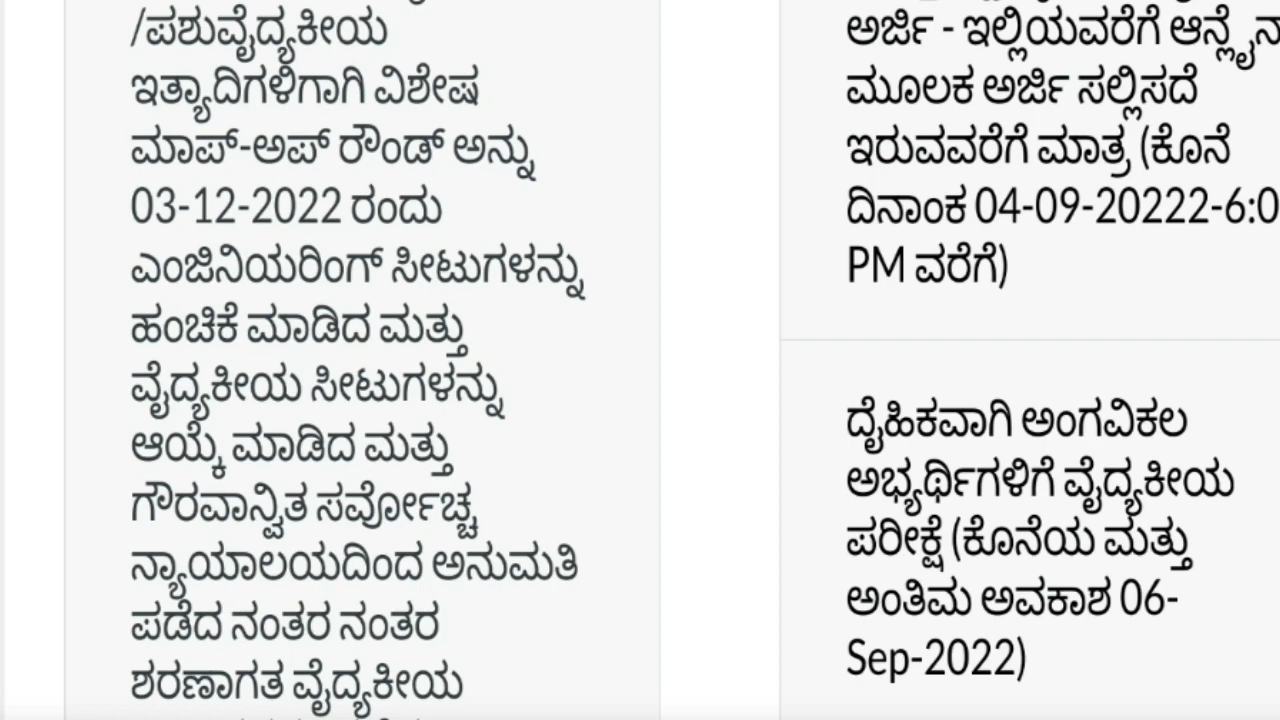 /ಪಶುವೈದ್ಯಕೀಯ
ಇತ್ಯಾದಿಗಳಿಗಾಗಿ ವಿಶೇಷ
ಮಾಪ್-ಅಪ್ ರೌಂಡ್ ಅನ್ನು
03-12-2022 ರಂದು
ಎಂಜಿನಿಯರಿಂಗ್ ಸೀಟುಗಳನ್ನು
ಹಂಚಿಕೆ ಮಾಡಿದ ಮತ್ತು
ವೈದ್ಯಕೀಯ ಸೀಟುಗಳನ್ನು
ಆಯ್ಕೆ ಮಾಡಿದ ಮತ್ತು
ಗೌರವಾನ್ವಿತ ಸರ್ವೋಚ್ಚ
ನ್ಯಾಯಾಲಯದಿಂದ ಅನುಮತಿ
ಪಡೆದ ನಂತರ ನಂತರ
ಶರಣಾಗತ ವೈದ್ಯಕೀಯ
ಅರ್ಜಿ - ಇಲ್ಲಿಯವರೆಗೆ
ಮೂಲಕ ಅರ್ಜಿ ಸಲ್ಲಿಸದೆ
ಇರುವವರೆಗೆ ಮಾತ್ರ (ಕೊನೆ
ದಿನಾಂಕ 04-09-20222-6:0
PM ವರೆಗೆ)
ದೈಹಿಕವಾಗಿ ಅಂಗವಿಕಲ
ಅಭ್ಯರ್ಥಿಗಳಿಗೆ ವೈದ್ಯಕೀಯ
ಪರೀಕ್ಷೆ (ಕೊನೆಯ ಮತ್ತು
ಅಂತಿಮ ಅವಕಾಶ 06-
Sep-2022)